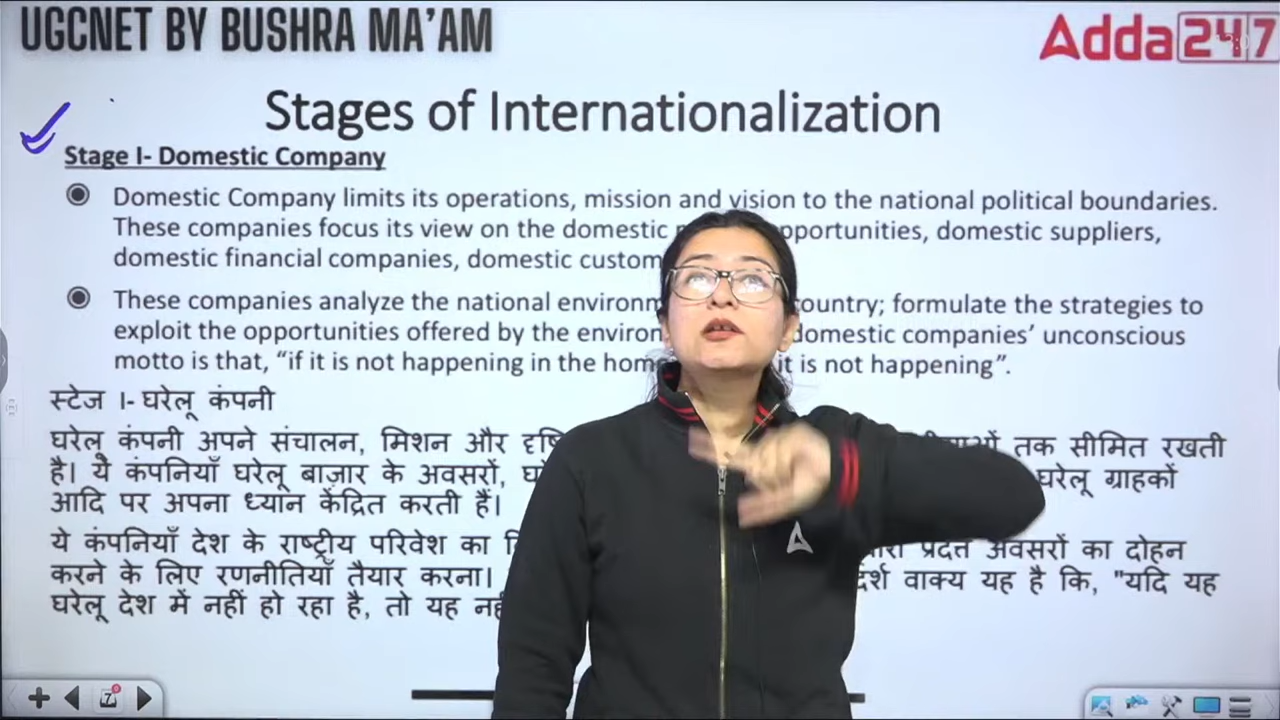 UGCNET BY BUSHRA MA'AM
Adda 247
Stages of Internationalization
Stage I- Domestic Company
Domestic Company limits its operations, mission and vision to the national political boundaries.
These companies focus its view on the domestic opportunities, domestic suppliers,
domestic financial companies, domestic custom
These companies analyze the national environm country; formulate the strategies to
exploit the opportunities offered by the environ domestic companies' unconscious
motto is that, "if it is not happening in the hom it is not happening".
स्टेज I- घरेलू कंपनी
घरेलू कंपनी अपने संचालन, मिशन और तक सीमित रखती
है। ये कंपनियाँ घरेलू बाज़ार के अवसरों, घरेलू ग्राहकों
आदि पर अपना ध्यान केंद्रित करती हैं।
ये कंपनियाँ देश के राष्ट्रीय परिवेश का प्रदत्त अवसरों का दोहन
करने के लिए रणनीतियाँ तैयार करना। वाक्य यह है कि, "यदि यह
घरेलू देश में नहीं हो रहा है, तो यह
7